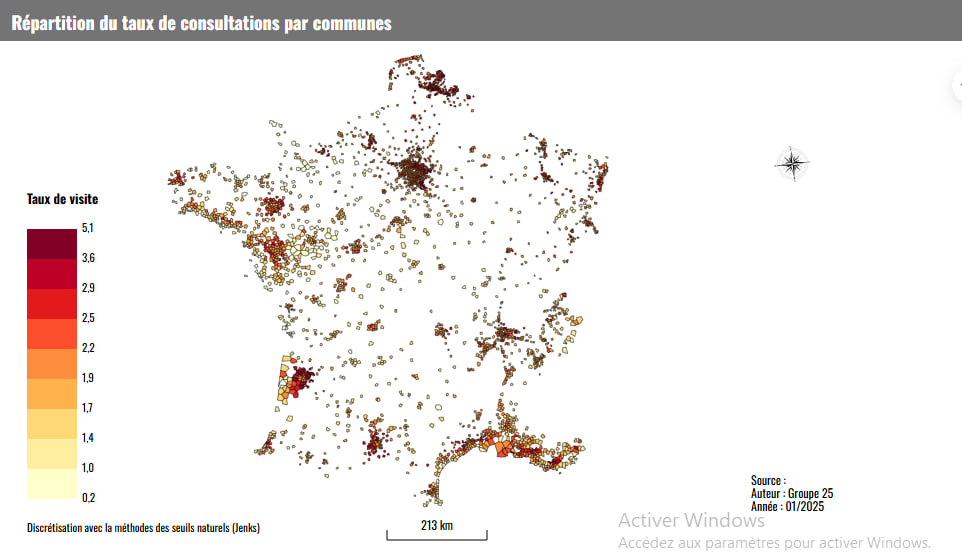 Répartition du taux de consultations par communes
Taux de visite
5,1
3,6
2,9
2,5
2,2
1,9
1,7
1,4
1,0
0,2
Discrétisation avec la méthodes des seuils naturels (Jenks)
213 km
Source :
Auteur : Groupe 25
Année : 01/2025
Activer Windows
Accédez aux paramètres pour activer Windows.